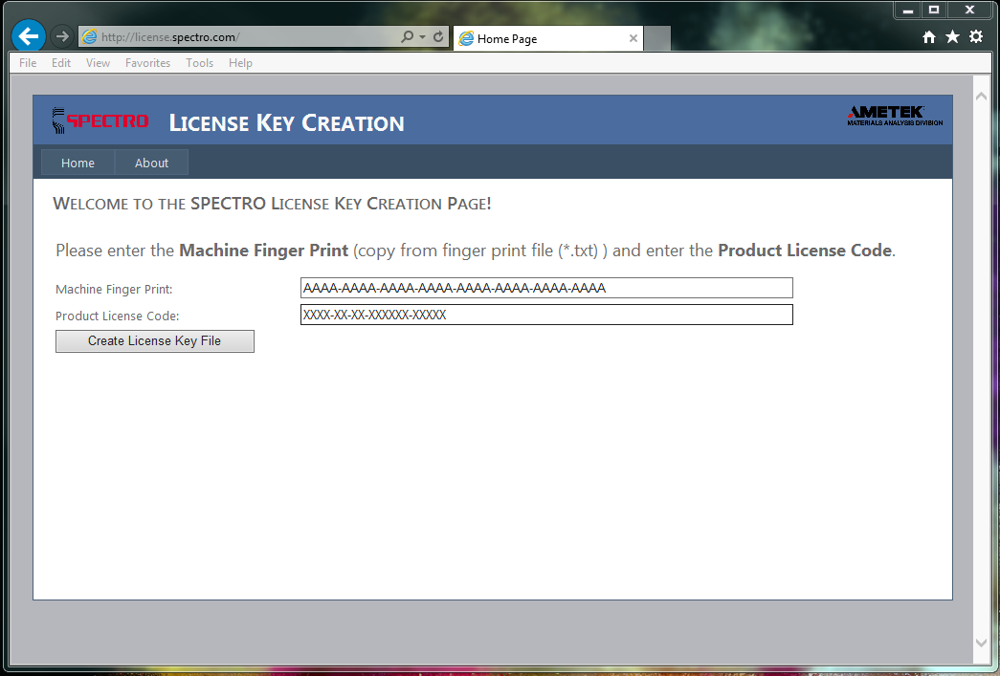 http://license.spectro.com/
Home Page
File Edit View Favorites Tools Help
SPECTRO LICENSE KEY CREATION
AMETEK
MATERIALS ANALYSIS DIVISION
Home About
WELCOME TO THE SPECTRO LICENSE KEY CREATION PAGE!
Please enter the Machine Finger Print (copy from finger print file (*.txt) ) and enter the Product License Code.
Machine Finger Print: AAAA-AAAA-AAAA-AAAA-AAAA-AAAA-AAAA-AAAA
Product License Code: XXXX-XX-XX-XXXXXX-XXXXX
Create License Key File